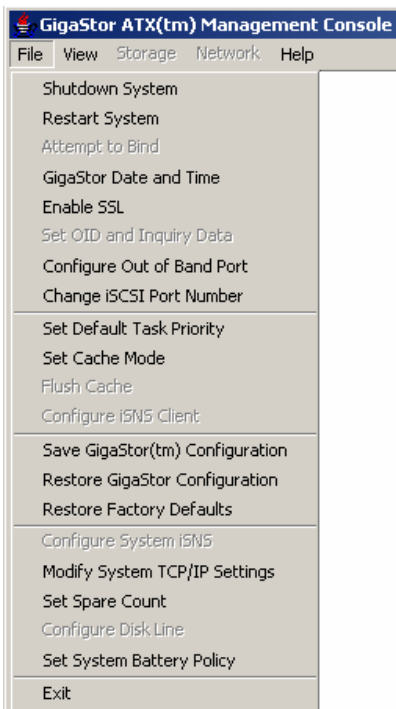 GigaStor ATX(tm) Management Console
File View Storage Network Help
Shutdown System
Restart System
Attempt to Bind
GigaStor Date and Time
Enable SSL
Set OID and Inquiry Data
Configure Out of Band Port
Change iSCSI Port Number
Set Default Task Priority
Set Cache Mode
Flush Cache
Configure iSNS Client
Save GigaStor(tm) Configuration
Restore GigaStor Configuration
Restore Factory Defaults
Configure System iSNS
Modify System TCP/IP Settings
Set Spare Count
Configure Disk Line
Set System Battery Policy
Exit